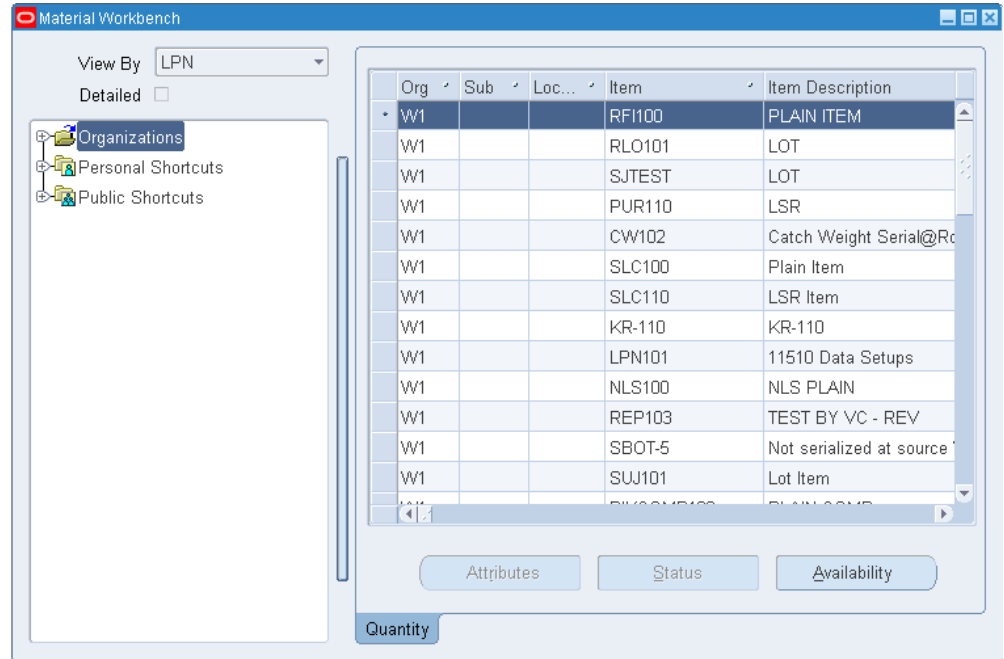 Material Workbench
View By LPN
Detailed
Organizations
Personal Shortcuts
Public Shortcuts
Org Sub Loc... Item Item Description
W1 RFI100 PLAIN ITEM
W1 RLO101 LOT
W1 SJTEST LOT
W1 PUR110 LSR
W1 CW102 Catch Weight Serial@Ro
W1 SLC100 Plain Item
W1 SLC110 LSR Item
W1 KR-110 KR-110
W1 LPN101 11510 Data Setups
W1 NLS100 NLS PLAIN
W1 REP103 TEST BY VC - REV
W1 SBOT-5 Not serialized at source
W1 SUJ101 Lot Item
Attributes Status Availability
Quantity